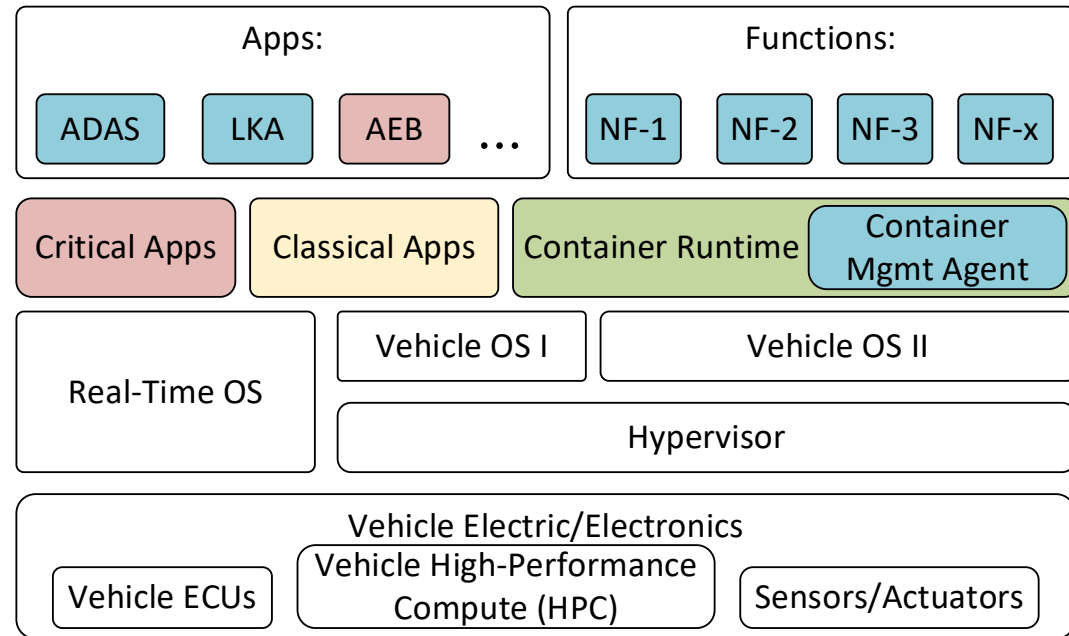 Apps:
Functions:
ADAS
LKA
AEB
...
NF-1
NF-2
NF-3
NF-x
Critical Apps
Classical Apps
Container Runtime
Container
Mgmt Agent
Real-Time OS
Vehicle OS I
Vehicle OS II
Hypervisor
Vehicle Electric/Electronics
Vehicle ECUs
Vehicle High-Performance
Compute (HPC)
Sensors/Actuators